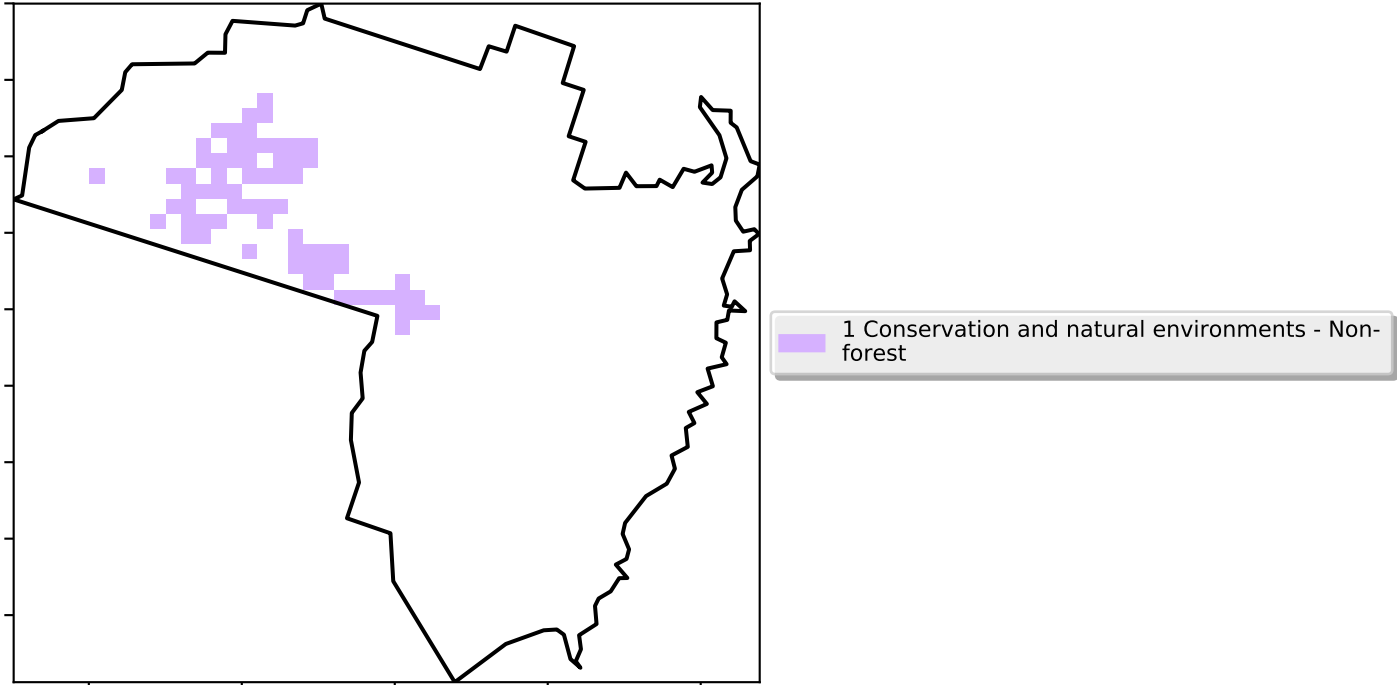 1 Conservation and natural environments - Non-
forest